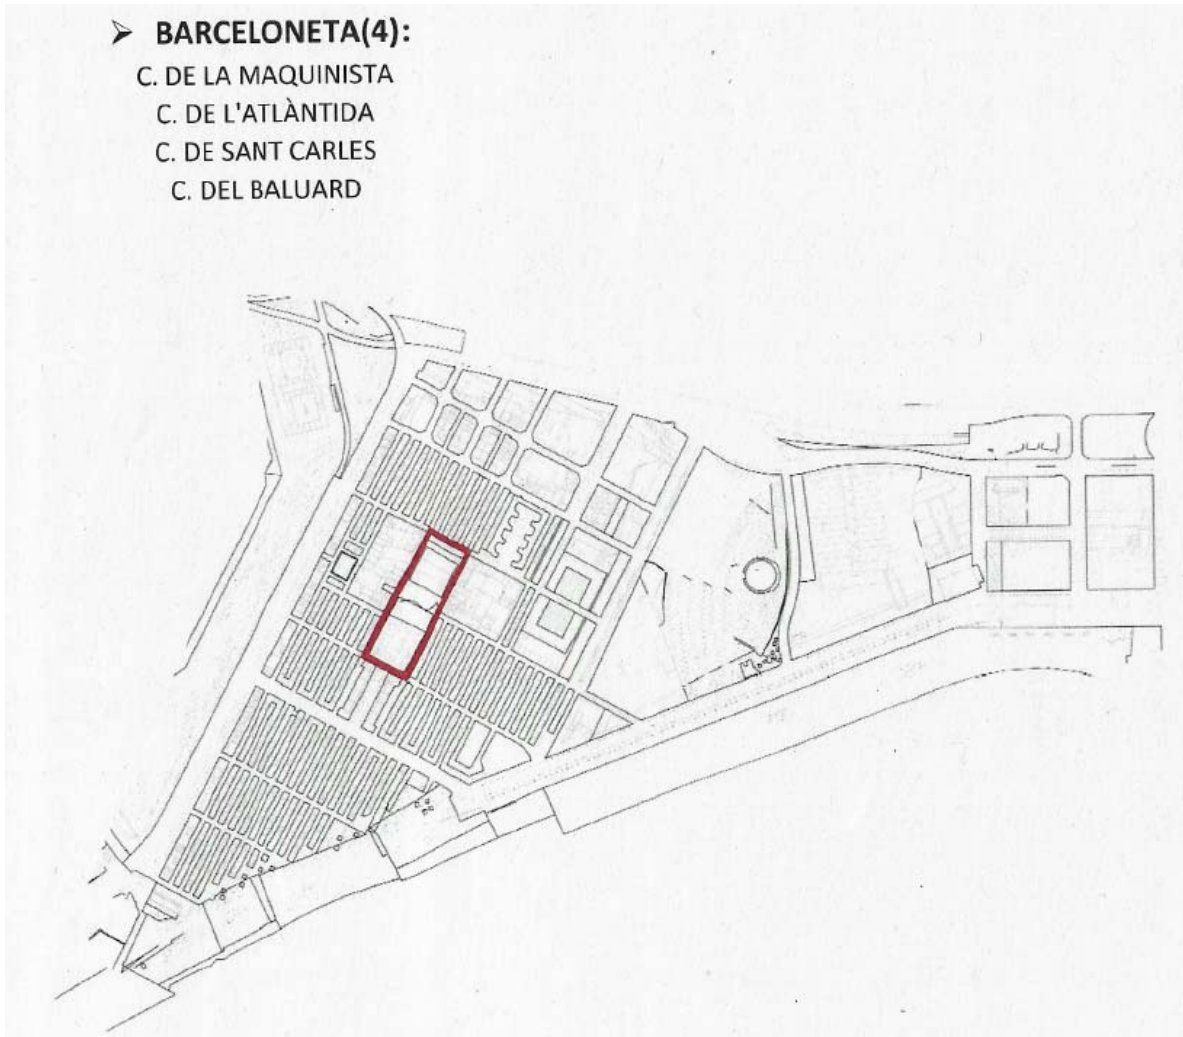 ➢ BARCELONETA(4):
C. DE LA MAQUINISTA
C. DE L'ATLÀNTIDA
C. DE SANT CARLES
C. DEL BALUARD